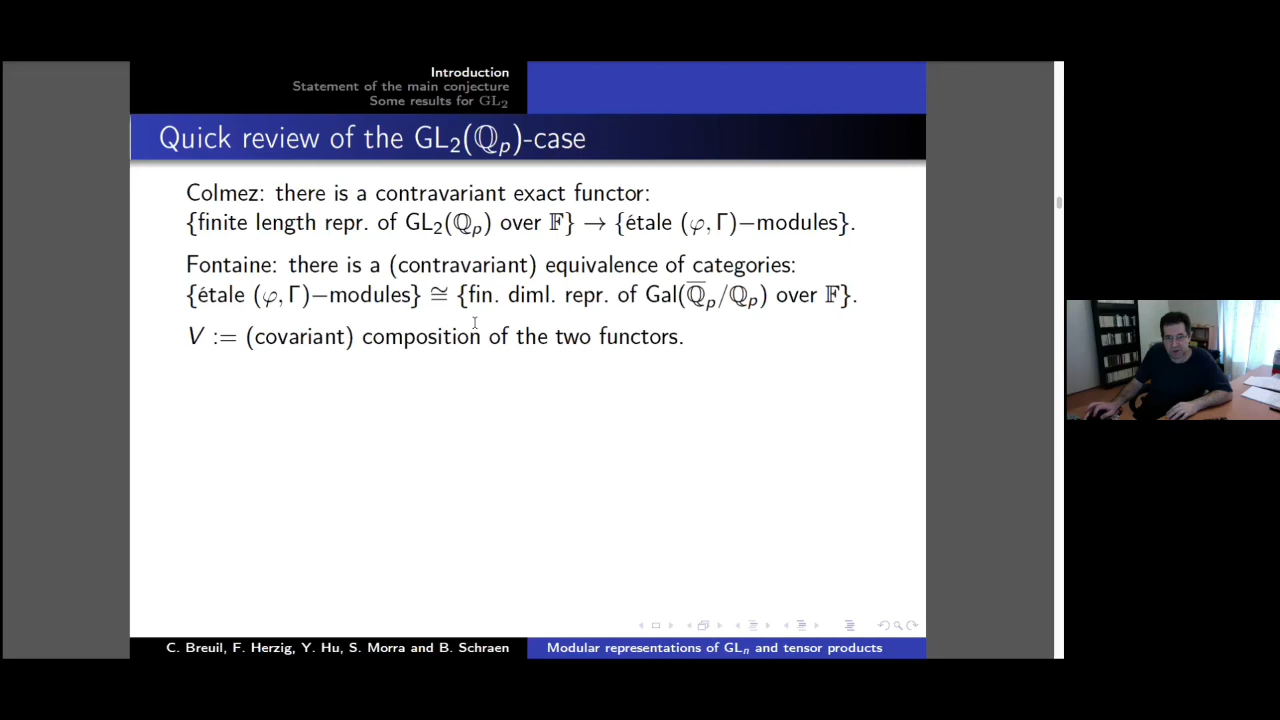 Introduction
Statement of the main conjecture
Some results for GL₂
Quick review of the GL₂(ℚₚ)-case
Colmez: there is a contravariant exact functor:
{finite length repr. of GL₂(ℚₚ) over 𝔽} → {étale (φ, Γ)−modules}.
Fontaine: there is a (contravariant) equivalence of categories:
{étale (φ, Γ)−modules} ≅ {fin. diml. repr. of Gal(ℚ̅ₚ/ℚₚ) over 𝔽}.
V := (covariant) composition of the two functors.
C. Breuil, F. Herzig, Y. Hu, S. Morra and B. Schraen
Modular representations of GLₙ and tensor products